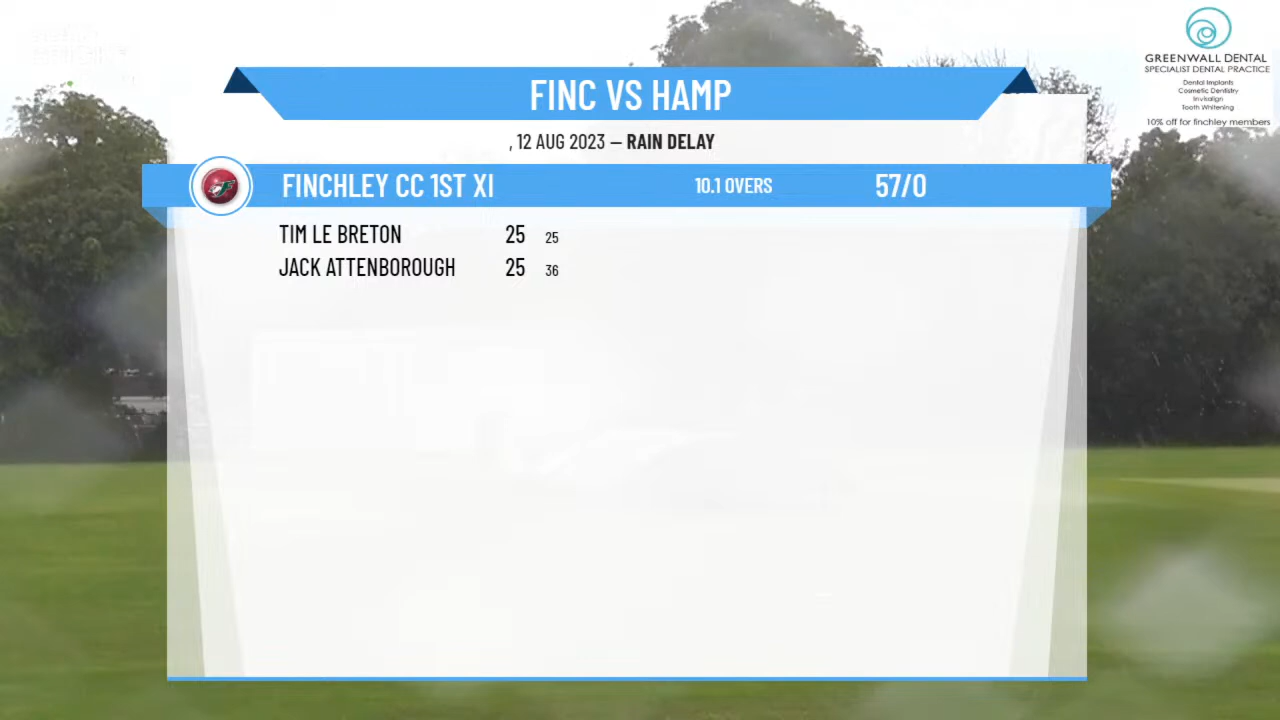 GREENWALL DENTAL
SPECIALIST DENTAL PRACTICE
Dental Implants
Cosmetic Dentistry
Invisalign
Tooth Whitening
10% off for finchley members
FINC VS HAMP
, 12 AUG 2023 – RAIN DELAY
FINCHLEY CC 1ST XI 10.1 OVERS 57/0
TIM LE BRETON 25 25
JACK ATTENBOROUGH 25 36